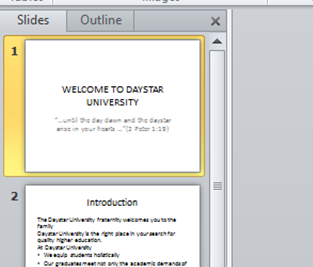 Slides Outline
1
WELCOME TO DAYSTAR
UNIVERSITY
"...until the day dawn and the daystar
arise in your hearts ..."(2 Peter 1:19)
2
Introduction
The Daystar University fraternity welcomes you to the
family
Daystar University is the right place in your search for
quality higher education.
At Daystar University
• We equip students holistically
• Our graduates meet not only the academic demands of